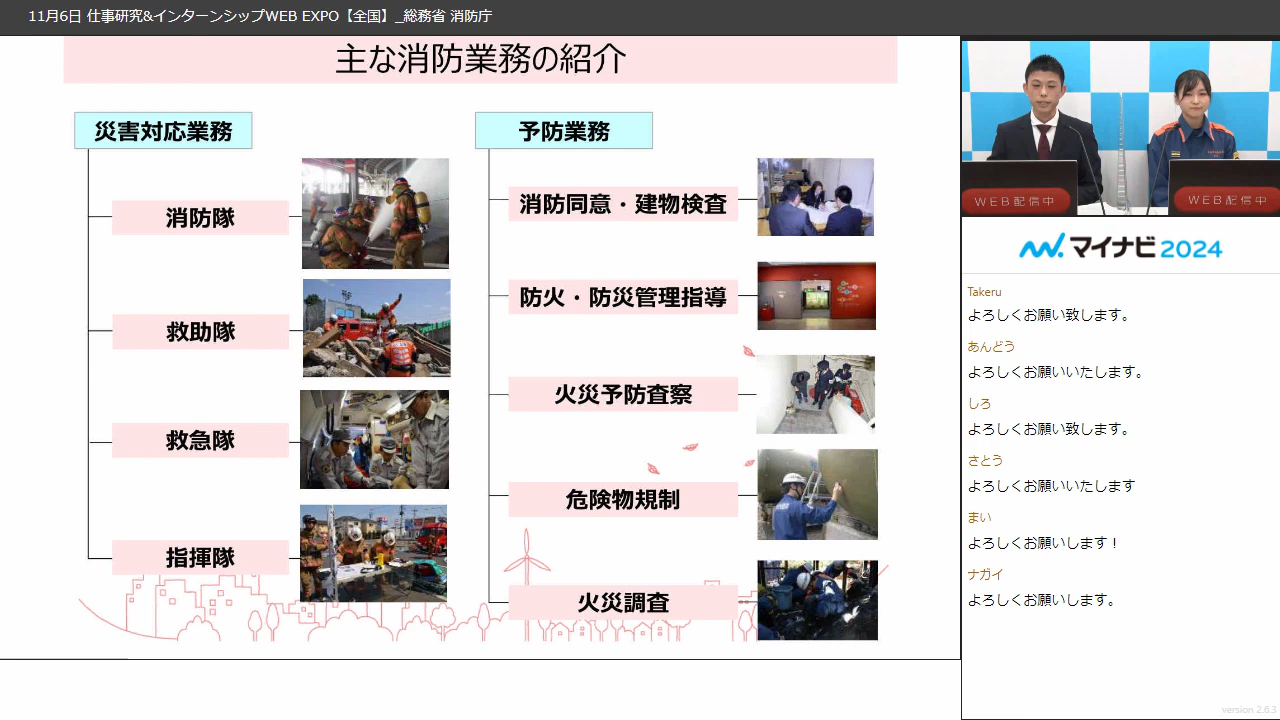 11月6日 仕事研究&インターンシップWEB EXPO【全国】_総務省 消防庁
主な消防業務の紹介
災害対応業務
消防隊
救助隊
救急隊
指揮隊
予防業務
消防同意・建物検査
防火・防災管理指導
火災予防査察
危険物規制
火災調査
WEB配信中
WEB配信中
マイナビ2024
Takeru
よろしくお願い致します。
あんどう
よろしくお願いいたします。
しろ
よろしくお願い致します。
さとう
よろしくお願いいたします
まい
よろしくお願いします！
ナガイ
よろしくお願いします。
version 2.6.3